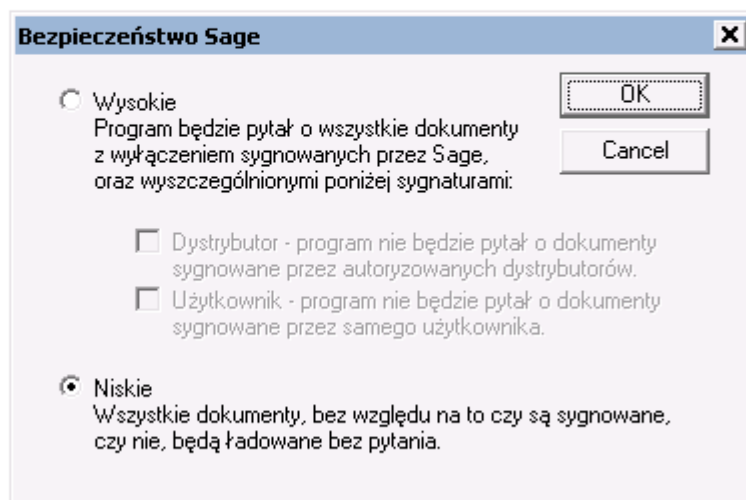 Bezpieczeństwo Sage
Wysokie
Program będzie pytał o wszystkie dokumenty
z wyłączeniem sygnowanych przez Sage,
oraz wyszczególnionymi poniżej sygnaturami:
OK
Cancel
Dystrybutor - program nie będzie pytał o dokumenty
sygnowane przez autoryzowanych dystrybutorów.
Użytkownik - program nie będzie pytał o dokumenty
sygnowane przez samego użytkownika.
Niskie
Wszystkie dokumenty, bez względu na to czy są sygnowane,
czy nie, będą ładowane bez pytania.